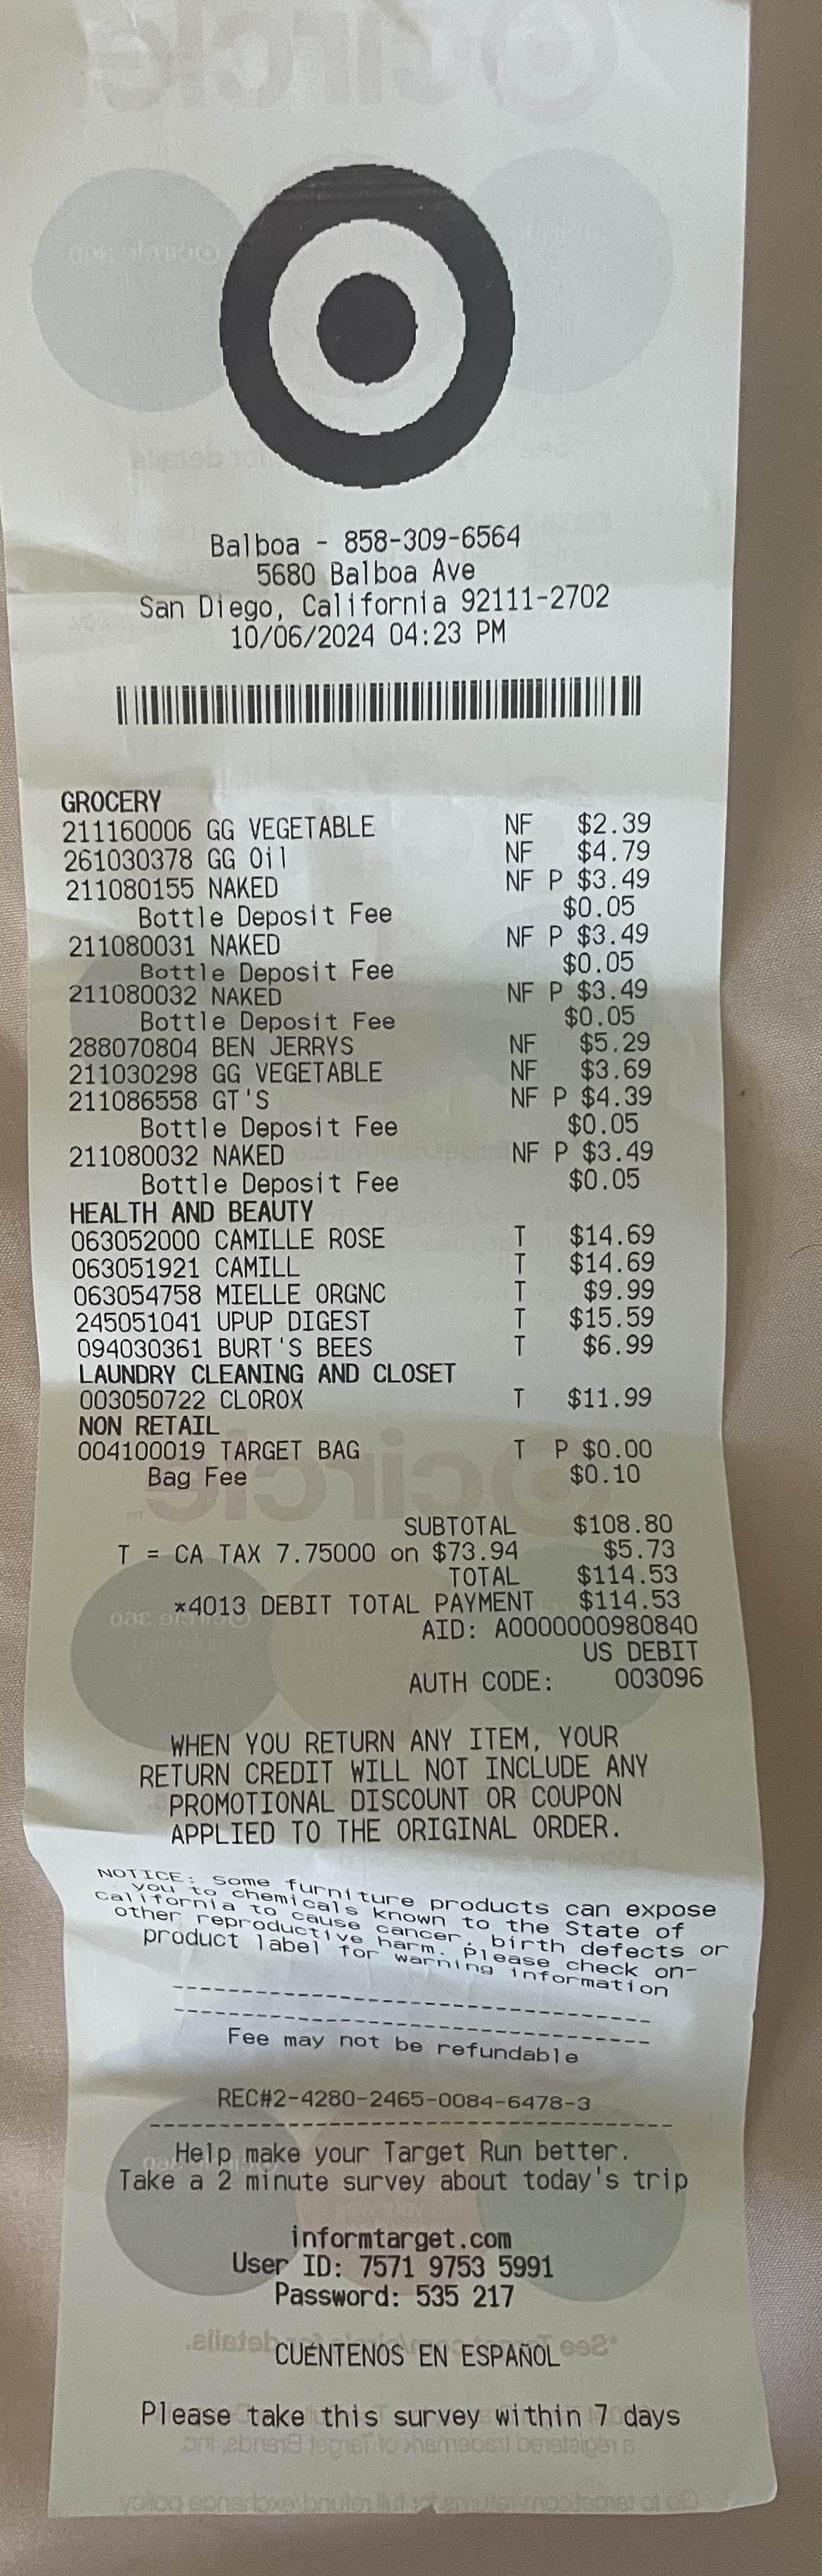 Balboa - 858-309-6564
5680 Balboa Ave
San Diego, California 92111-2702
10/06/2024 04:23 PM
GROCERY
211160006 GG VEGETABLE NF $2.39
261030378 GG Oil NF $4.79
211080155 NAKED NF P $3.49
Bottle Deposit Fee $0.05
211080031 NAKED NF P $3.49
Bottle Deposit Fee $0.05
211080032 NAKED NF P $3.49
Bottle Deposit Fee $0.05
288070804 BEN JERRYS NF $5.29
211030298 GG VEGETABLE NF $3.69
211086558 GT'S NF P $4.39
Bottle Deposit Fee $0.05
211080032 NAKED NF P $3.49
Bottle Deposit Fee $0.05
HEALTH AND BEAUTY
063052000 CAMILLE ROSE T $14.69
063051921 CAMILL T $14.69
063054758 MIELLE ORGNC T $9.99
245051041 UPUP DIGEST T $15.59
094030361 BURT'S BEES T $6.99
LAUNDRY CLEANING AND CLOSET
003050722 CLOROX T $11.99
NON RETAIL
004100019 TARGET BAG T P $0.00
Bag Fee $0.10
SUBTOTAL $108.80
T = CA TAX 7.75000 on $73.94 $5.73
TOTAL $114.53
*4013 DEBIT TOTAL PAYMENT $114.53
AID: A0000000980840
US DEBIT
AUTH CODE: 003096
WHEN YOU RETURN ANY ITEM, YOUR
RETURN CREDIT WILL NOT INCLUDE ANY
PROMOTIONAL DISCOUNT OR COUPON
APPLIED TO THE ORIGINAL ORDER.
NOTICE: Some furniture products can expose
you to chemicals known to the State of
California to cause cancer, birth defects or
other reproductive harm. Please check on-
product label for warning information
Fee may not be refundable
REC#2-4280-2465-0084-6478-3
Help make your Target Run better.
Take a 2 minute survey about today's trip
informtarget.com
User ID: 7571 9753 5991
Password: 535 217
CUÉNTENOS EN ESPAÑOL
Please take this survey within 7 days